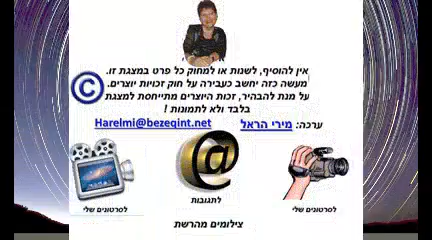 אין להוסיף, לשנות או למחוק כל פרט במצגת זו.
מעשה כזה יחשב כעבירה על חוק זכויות יוצרים.
©
על מנת להבהיר, זכות היוצרים מתייחסת למצגת
בלבד ולא לתמונות !
ערכה: מירי הראל Harelmi@bezeqint.net
@
לסרטונים שלי
לתגובות
לסרטונים שלי
צילומים מהרשת